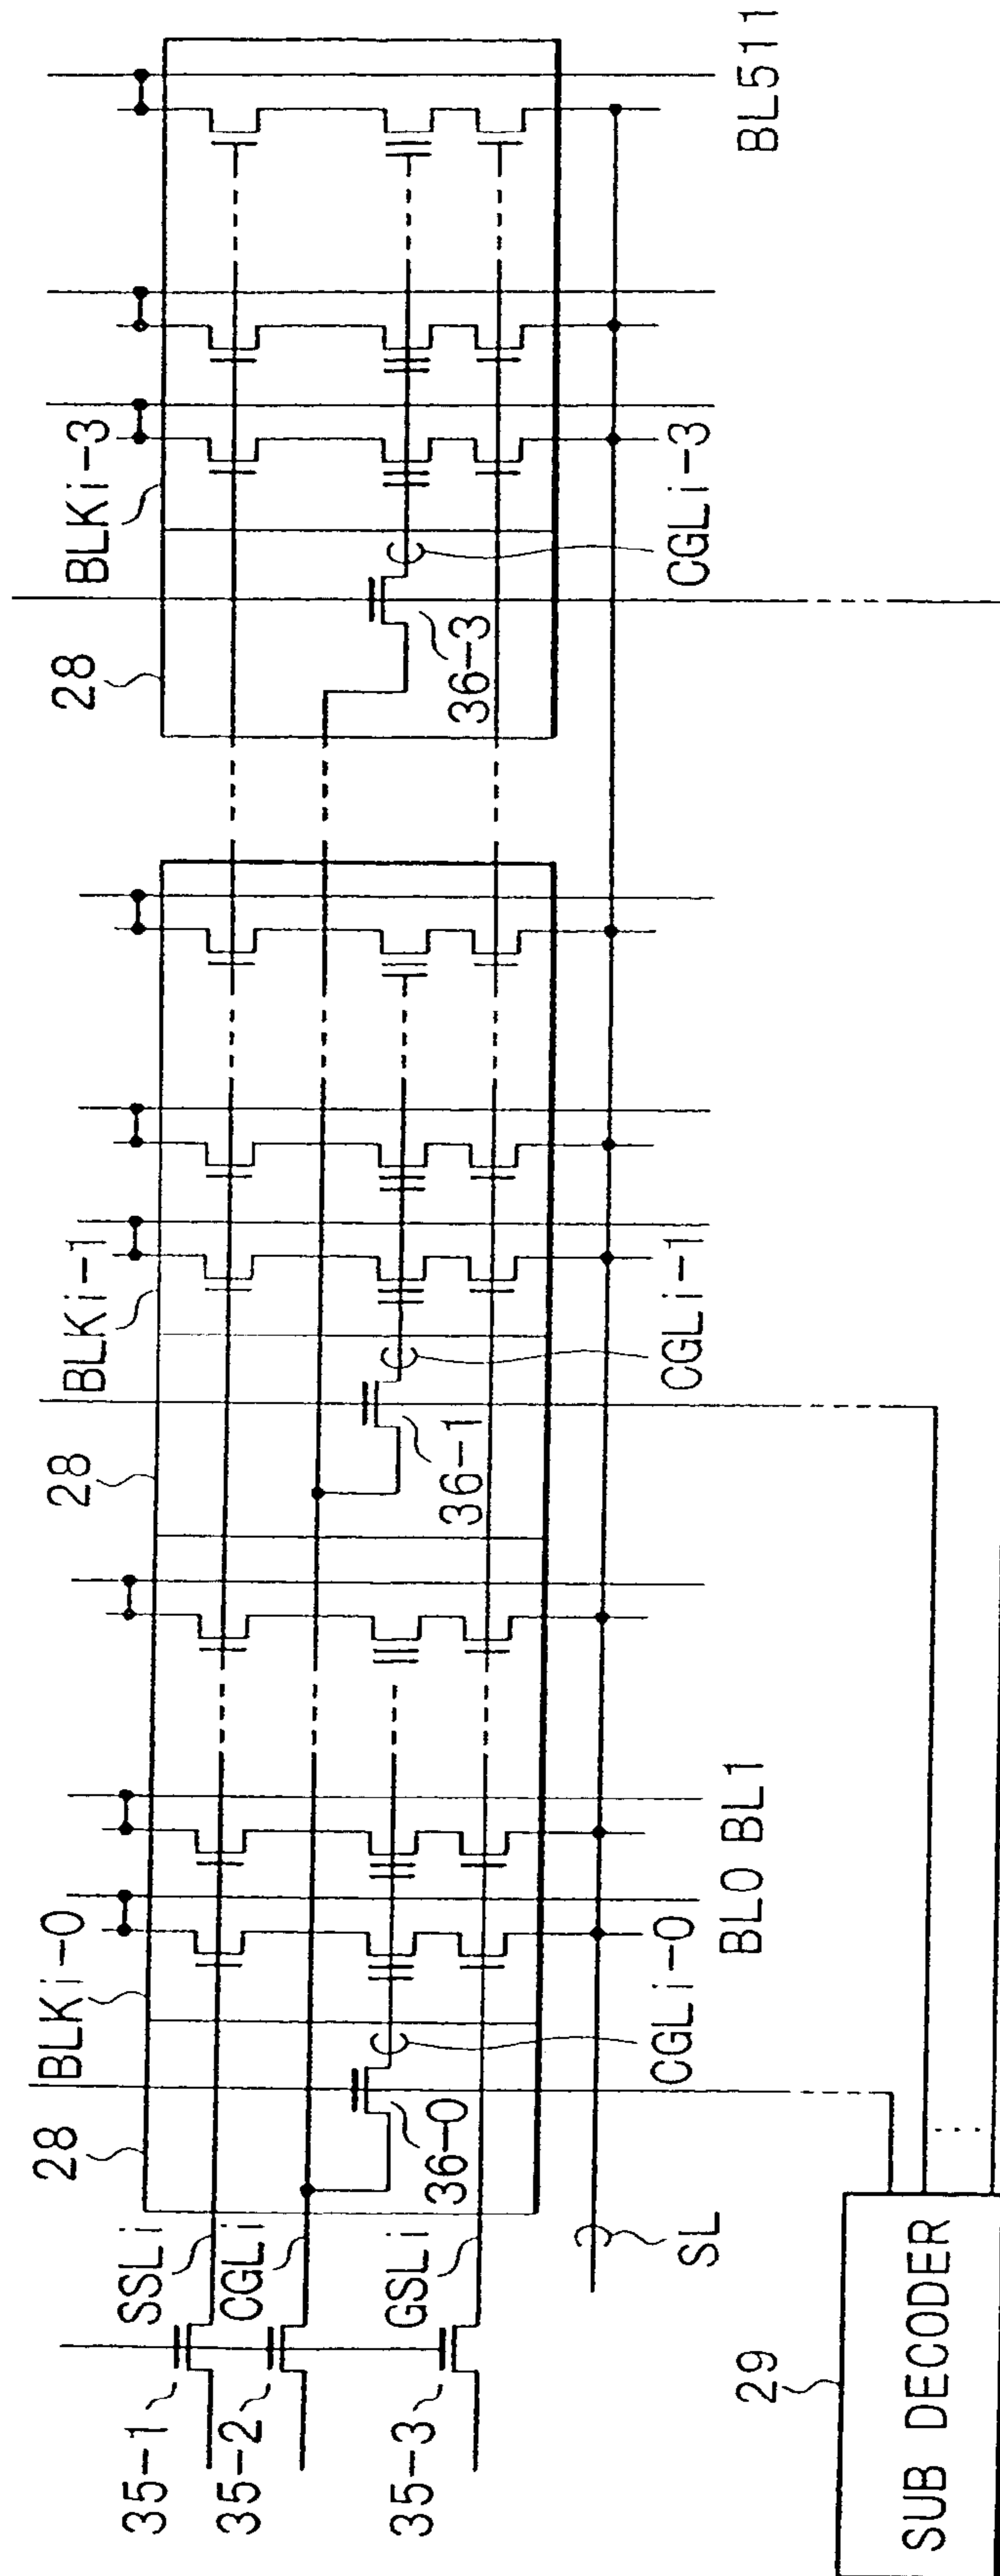 28
BLKi-0
28
BLKi-1
28
BLKi-3
35-1
SSLi
35-2
CGLi
35-3
GSLi
36-0
36-1
36-3
CGLi-0
CGLi-1
CGLi-3
SL
BL0 BL1
BL511
29
SUB DECODER